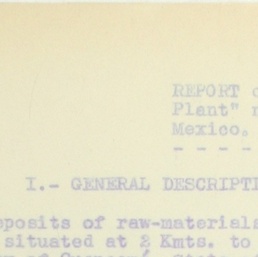 REPORT
Plant"
Mexico.
- - - -
I.- GENERAL DESCRIPTI
eposits of raw-materials
situated at 2 Kmts. to